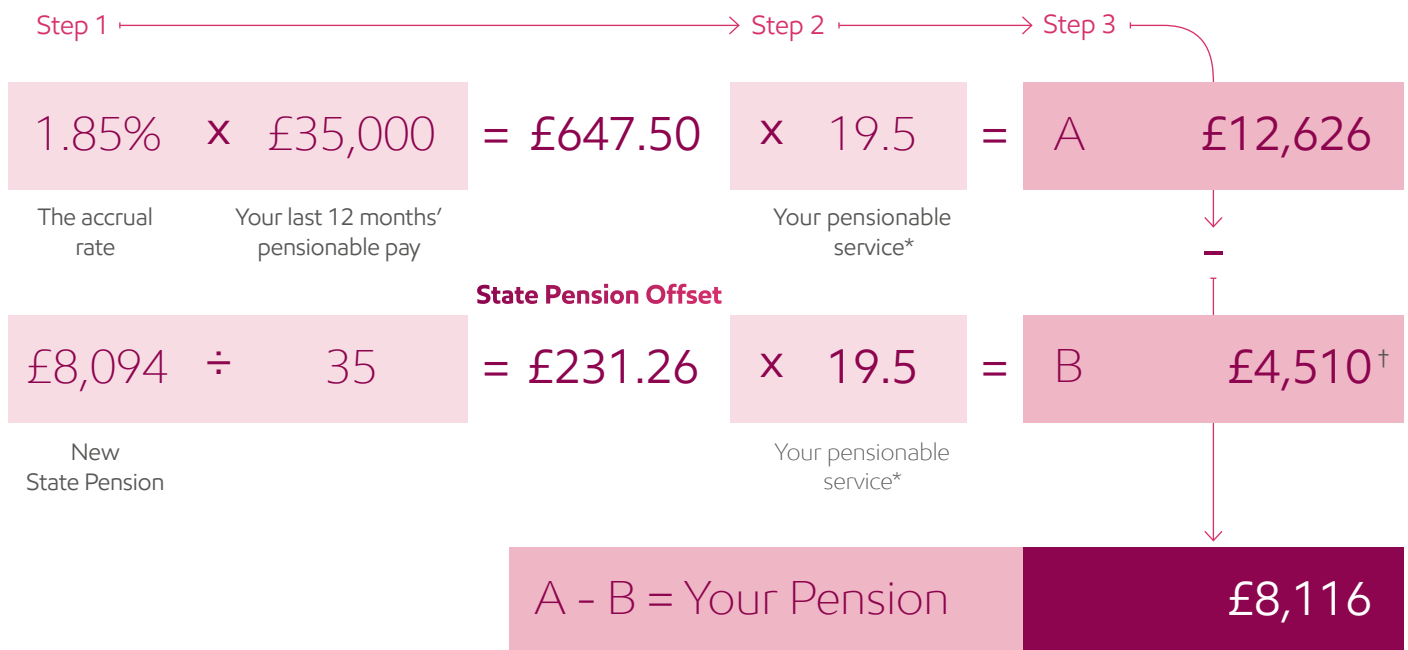 Step 1 Step 2 Step 3
1.85% x £35,000 = £647.50 x 19.5 = A £12,626
The accrual
rate
Your last 12 months'
pensionable pay
Your pensionable
service*
–
State Pension Offset
£8,094 ÷ 35 = £231.26 x 19.5 = B £4,510†
New
State Pension
Your pensionable
service*
A - B = Your Pension £8,116